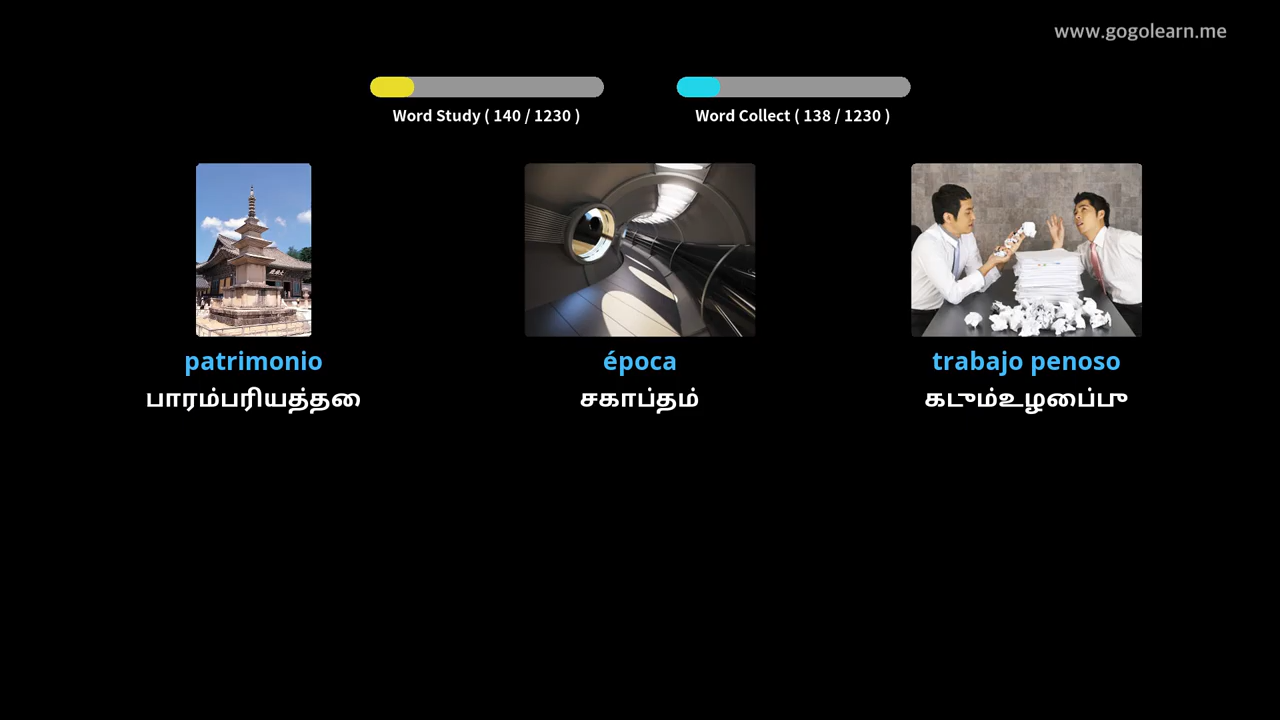 www.gogolearn.me
Word Study ( 140 / 1230 )
Word Collect ( 138 / 1230 )
patrimonio
época
trabajo penoso
பாரம்பரியத்தை
சகாப்தம்
கடும்உழைப்பு